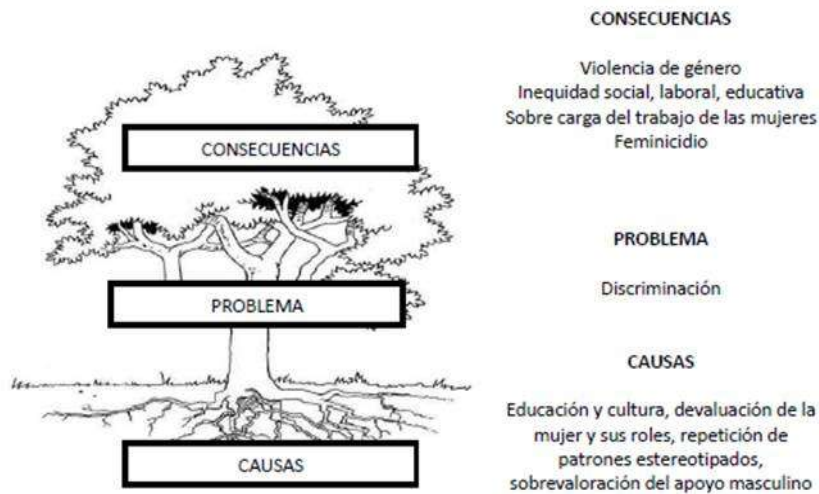 CONSECUENCIAS
PROBLEMA
CAUSAS
CONSECUENCIAS
Violencia de género
Inequidad social, laboral, educativa
Sobre carga del trabajo de las mujeres
Feminicidio
PROBLEMA
Discriminación
CAUSAS
Educación y cultura, devaluación de la
mujer y sus roles, repetición de
patrones estereotipados,
sobrevaloración del apoyo masculino